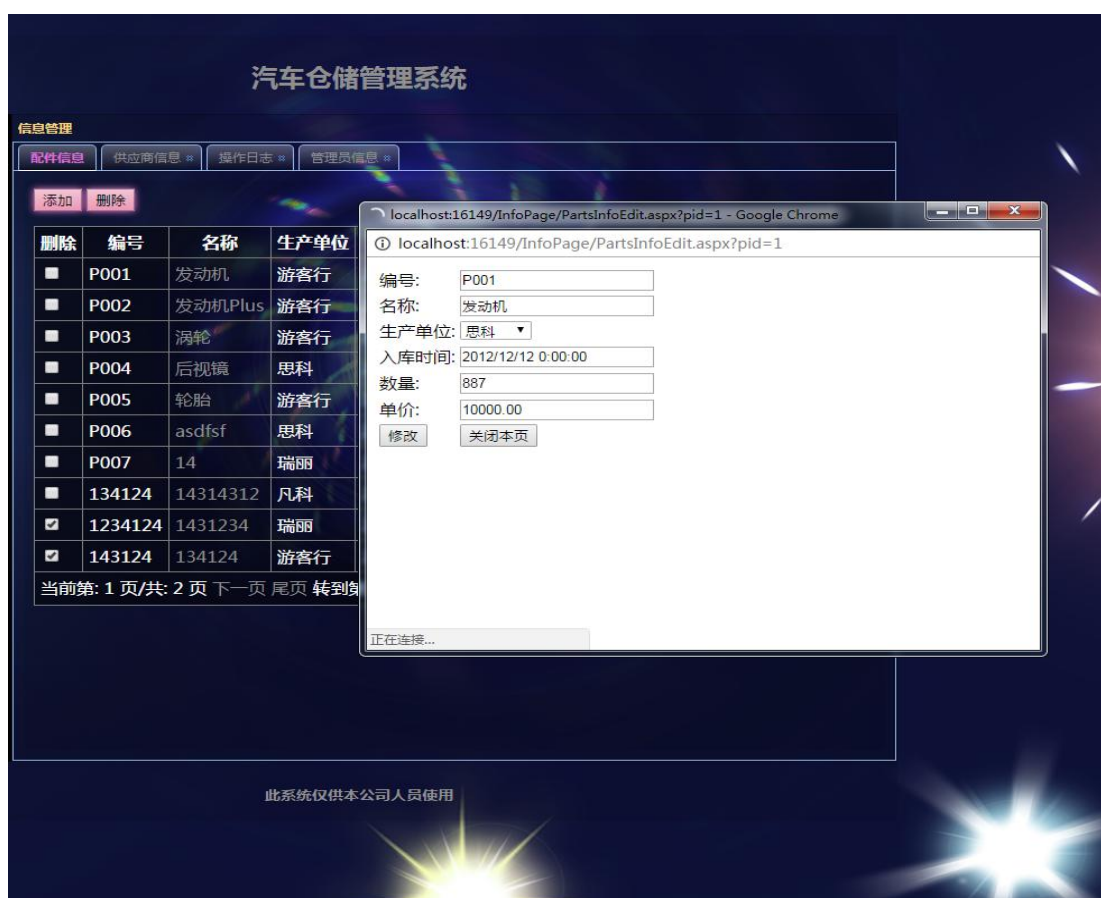 汽车仓储管理系统
信息管理
配件信息 供应商信息 操作日志 管理员信息
添加 删除
删除 编号 名称 生产单位
P001 发动机 游客行
P002 发动机Plus 游客行
P003 涡轮 游客行
P004 后视镜 思科
P005 轮胎 游客行
P006 asdfsf 思科
P007 14 瑞丽
134124 14314312 凡科
1234124 1431234 瑞丽
143124 134124 游客行
当前第: 1 页/共: 2 页 下一页 尾页 转到第
localhost:16149/InfoPage/PartsInfoEdit.aspx?pid=1 - Google Chrome
localhost:16149/InfoPage/PartsInfoEdit.aspx?pid=1
编号: P001
名称: 发动机
生产单位: 思科
入库时间: 2012/12/12 0:00:00
数量: 887
单价: 10000.00
修改 关闭本页
正在连接...
此系统仅供本公司人员使用